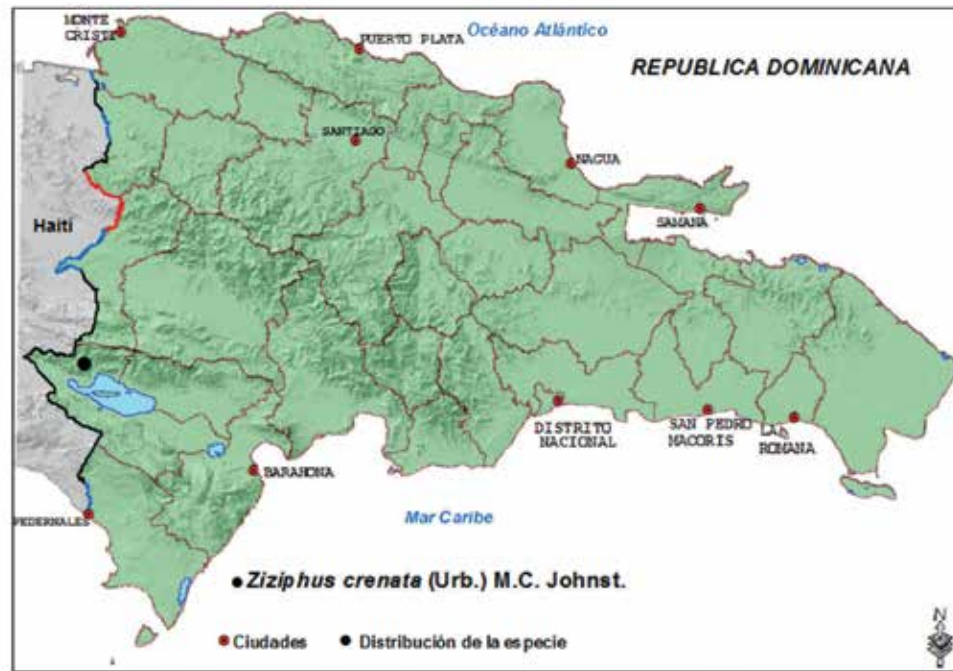 MONTE
CRISTI
PUERTO PLATA
Océano Atlántico
REPUBLICA DOMINICANA
SANTIAGO
NAGUA
SAMANA
Haití
DISTRITO
NACIONAL
SAN PEDRO
MACORIS
LA
ROMANA
BARAHONA
PEDERNALES
Mar Caribe
Ziziphus crenata (Urb.) M.C. Johnst.
Ciudades
Distribución de la especie
N